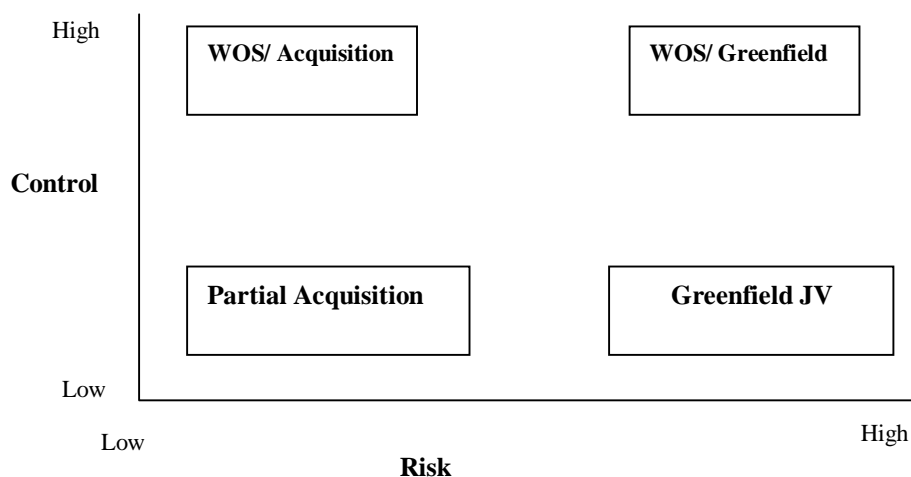 High
WOS/ Acquisition
WOS/ Greenfield
Control
Partial Acquisition
Greenfield JV
Low
Low
High
Risk